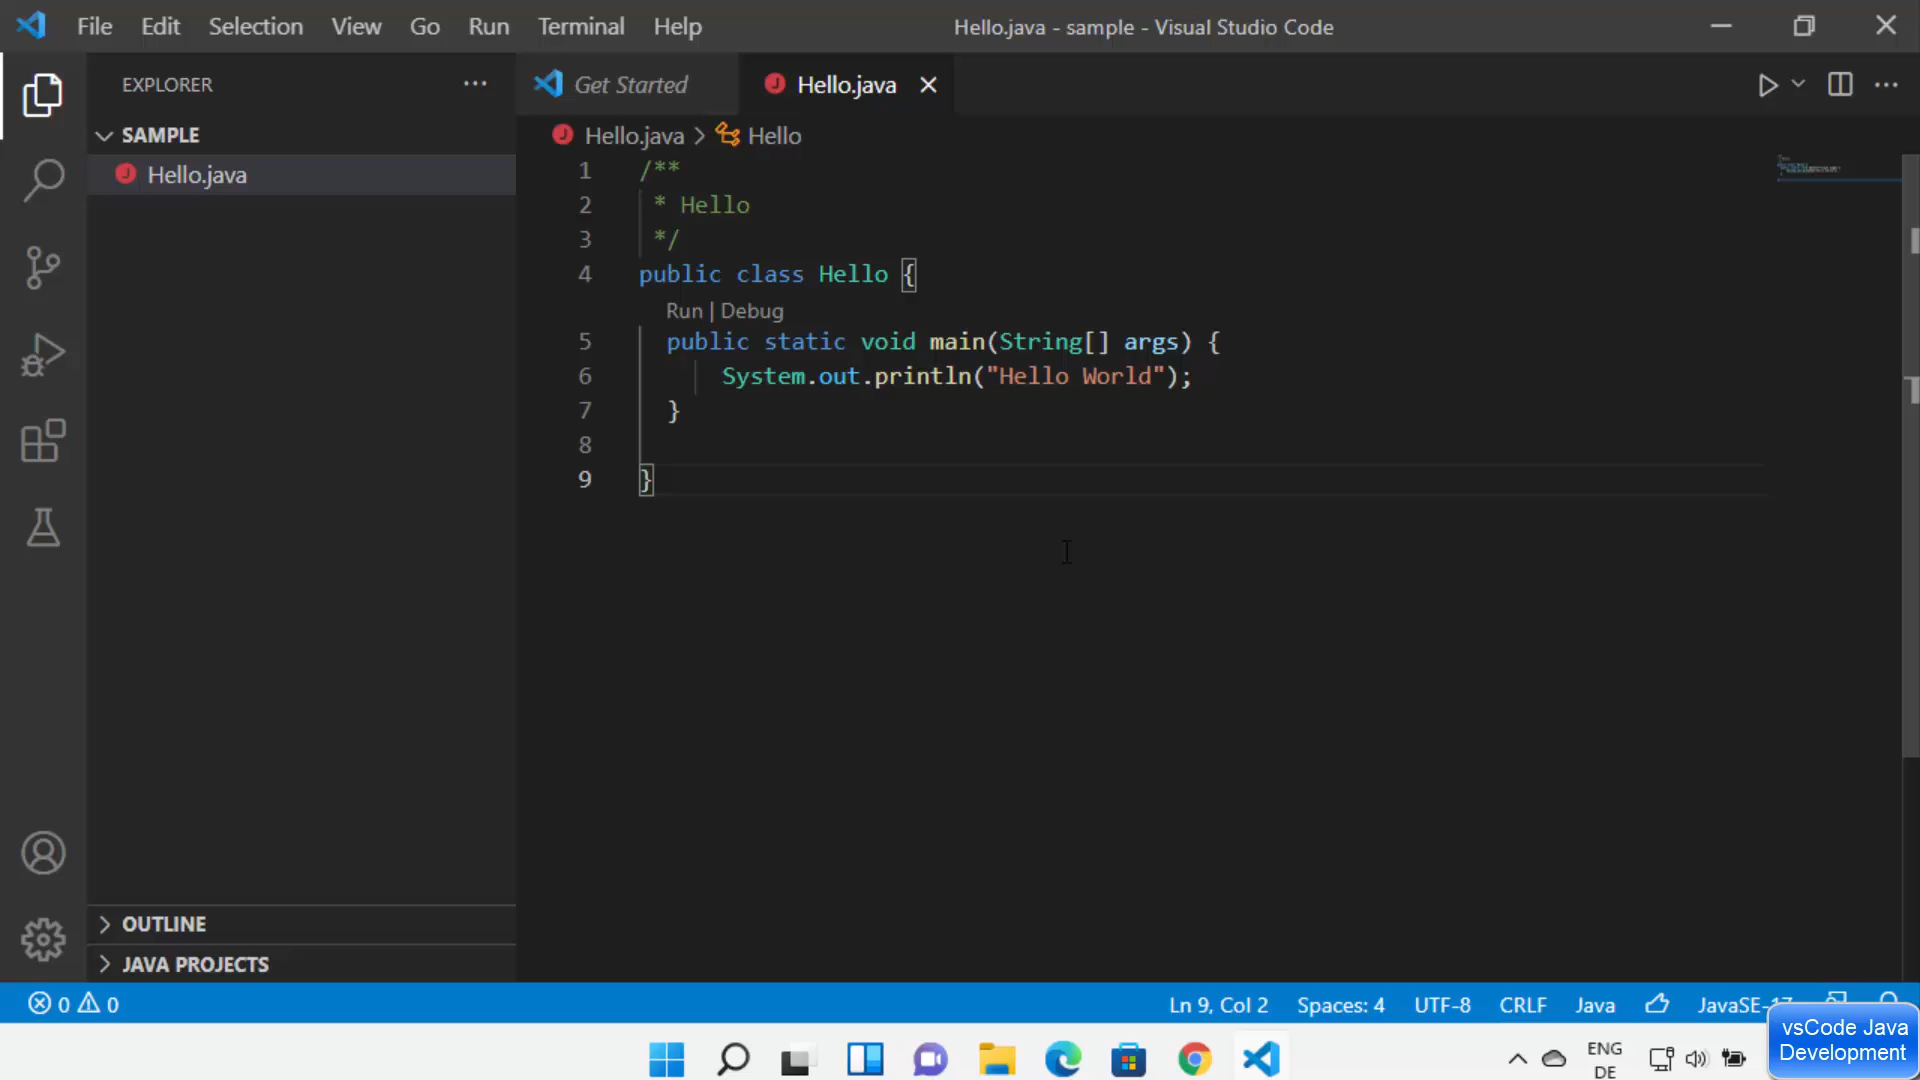 File Edit Selection View Go Run Terminal Help
Hello.java - sample - Visual Studio Code
EXPLORER
SAMPLE
Hello.java
OUTLINE
JAVA PROJECTS
Get Started
Hello.java
Hello.java > Hello
1 /**
2 * Hello
3 */
4 public class Hello {
Run | Debug
5 public static void main(String[] args) {
6 System.out.println("Hello World");
7 }
8
9 }
0 0
Ln 9, Col 2 Spaces: 4 UTF-8 CRLF Java JavaSE-17
ENG
DE
vsCode Java
Development